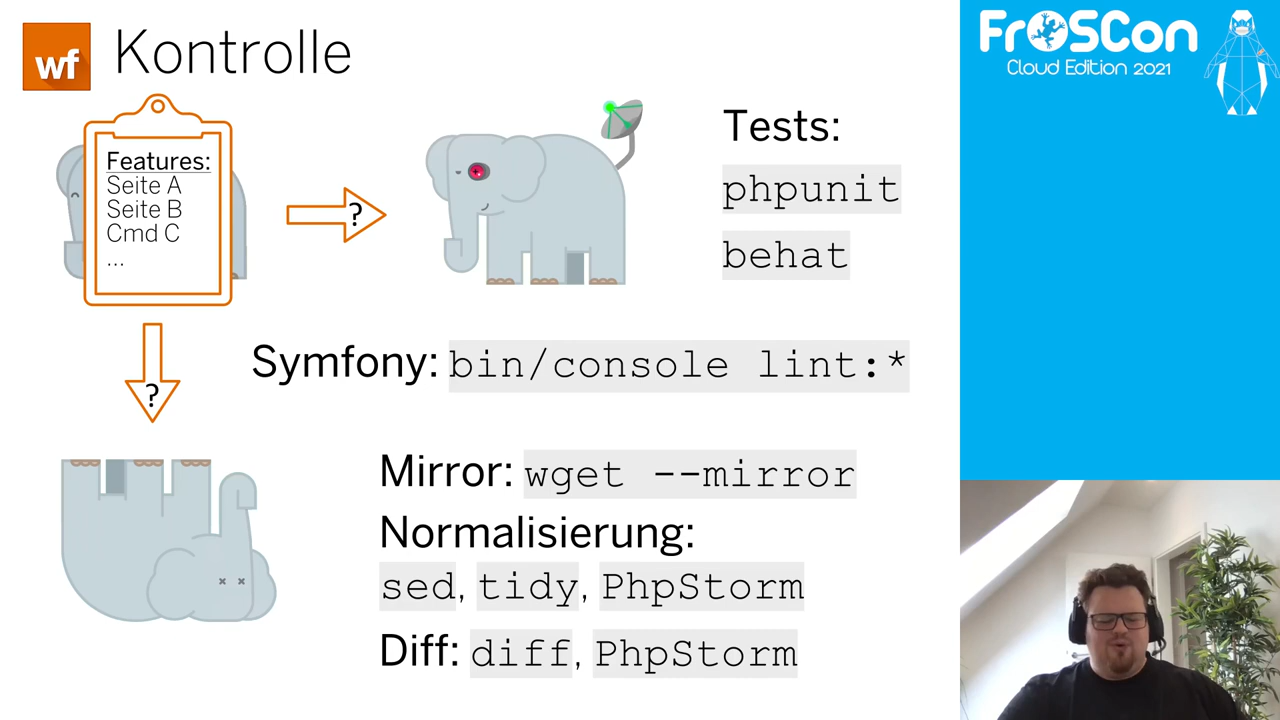 wf
Kontrolle
Features:
Seite A
Seite B
Cmd C
...
?
?
Tests:
phpunit
behat
Symfony: bin/console lint:*
Mirror: wget --mirror
Normalisierung:
sed, tidy, PhpStorm
Diff: diff, PhpStorm
FrOSCon
Cloud Edition 2021